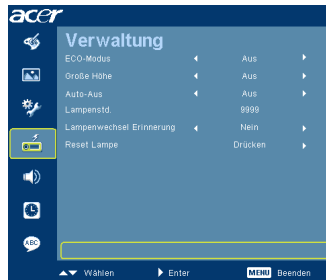 acer
Verwaltung
ECO-Modus Aus
Große Höhe Aus
Auto-Aus Aus
Lampenstd. 9999
Lampenwechsel Erinnerung Nein
Reset Lampe Drücken
ABC
Wählen Enter MENU Beenden